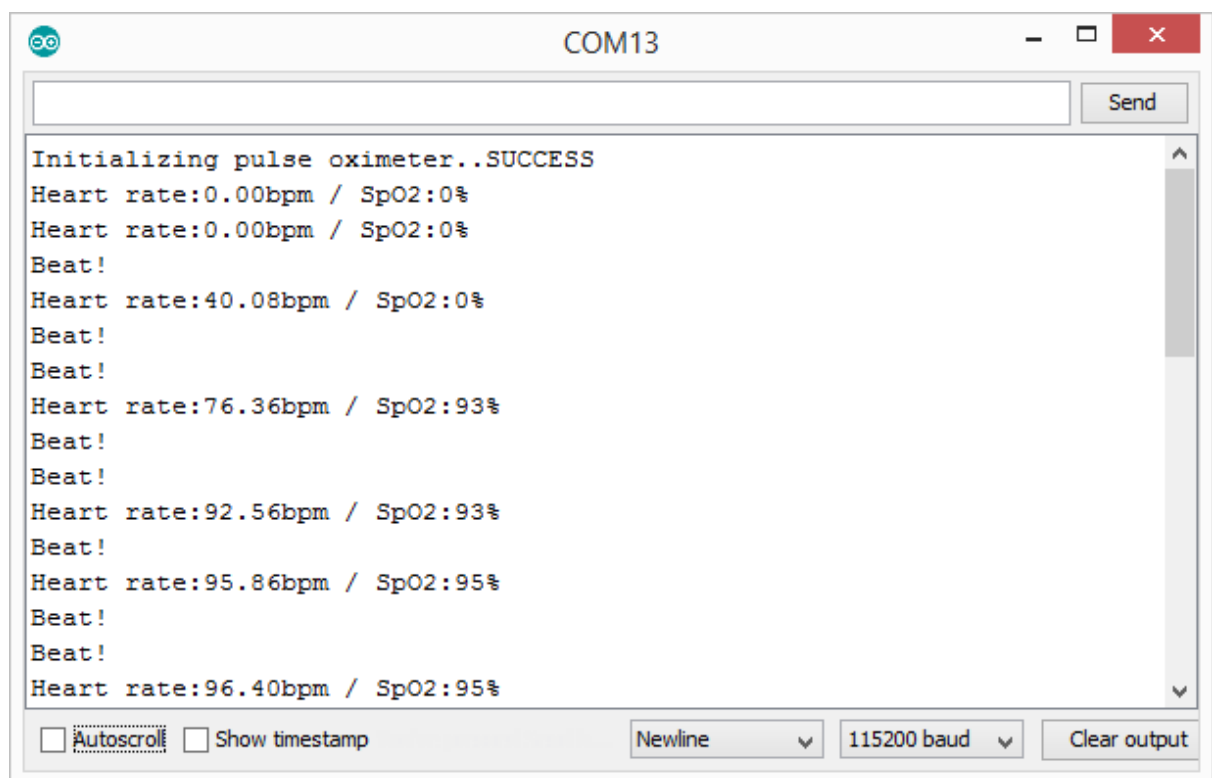 COM13
Send
Initializing pulse oximeter..SUCCESS
Heart rate:0.00bpm / SpO2:0%
Heart rate:0.00bpm / SpO2:0%
Beat!
Heart rate:40.08bpm / SpO2:0%
Beat!
Beat!
Heart rate:76.36bpm / SpO2:93%
Beat!
Beat!
Heart rate:92.56bpm / SpO2:93%
Beat!
Heart rate:95.86bpm / SpO2:95%
Beat!
Beat!
Heart rate:96.40bpm / SpO2:95%
Autoscroll Show timestamp Newline 115200 baud Clear output